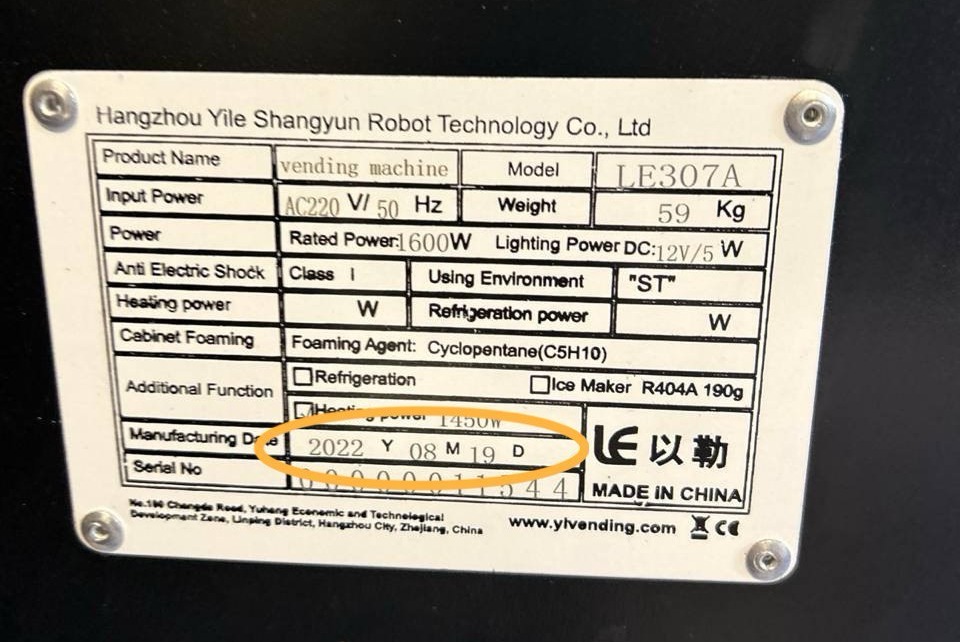 Hangzhou Yile Shangyun Robot Technology Co., Ltd
Product Name vending machine Model LE307A
Input Power AC220 V/ 50 Hz Weight 59 Kg
Power Rated Power:1600W Lighting Power DC:12V/5 W
Anti Electric Shock Class I Using Environment "ST"
Heating power W Refrigeration power W
Cabinet Foaming Foaming Agent: Cyclopentane(C5H10)
Additional Function Refrigeration Ice Maker R404A 190g
Heating power 1450W
Manufacturing Date 2022 Y 08 M 19 D
LE 以勒
Serial No
MADE IN CHINA
No.186 Chengda Road, Yuhang Economic and Technological
Development Zone, Linping District, Hangzhou City, Zhejiang, China
www.ylvending.com CE